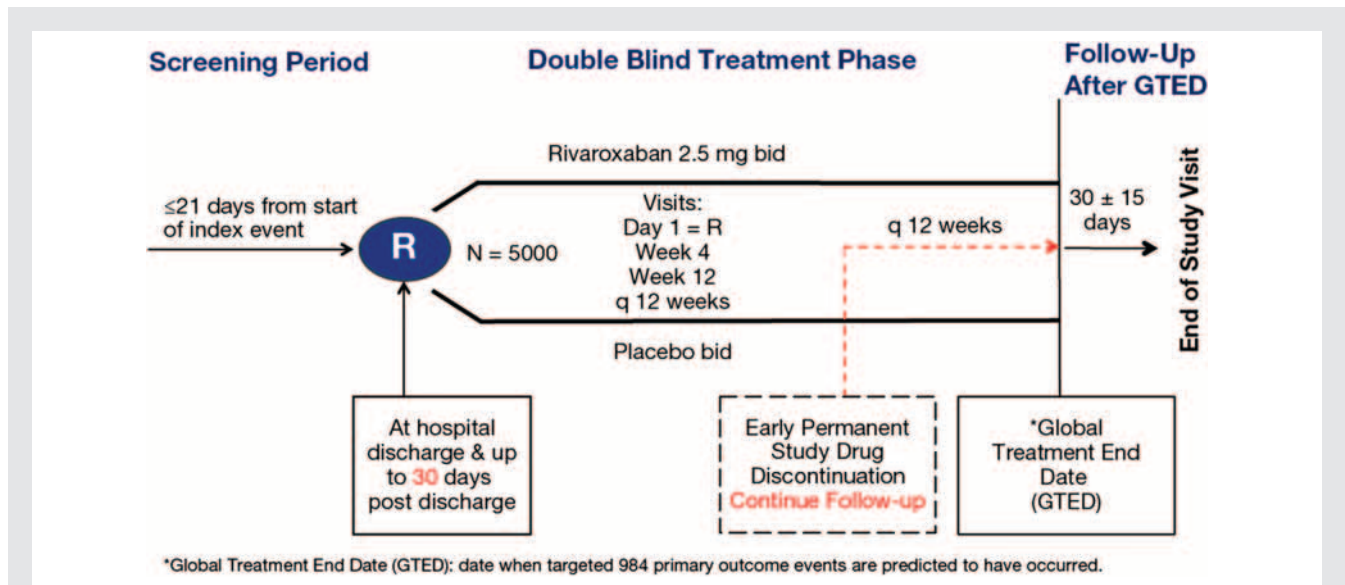 Screening Period
Double Blind Treatment Phase
Follow-Up
After GTED
Rivaroxaban 2.5 mg bid
≤21 days from start
of index event
R
N = 5000
Visits:
Day 1 = R
Week 4
Week 12
q 12 weeks
q 12 weeks
30 ± 15
days
End of Study Visit
Placebo bid
At hospital
discharge & up
to 30 days
post discharge
Early Permanent
Study Drug
Discontinuation
Continue Follow-up
*Global
Treatment End
Date
(GTED)
*Global Treatment End Date (GTED): date when targeted 984 primary outcome events are predicted to have occurred.